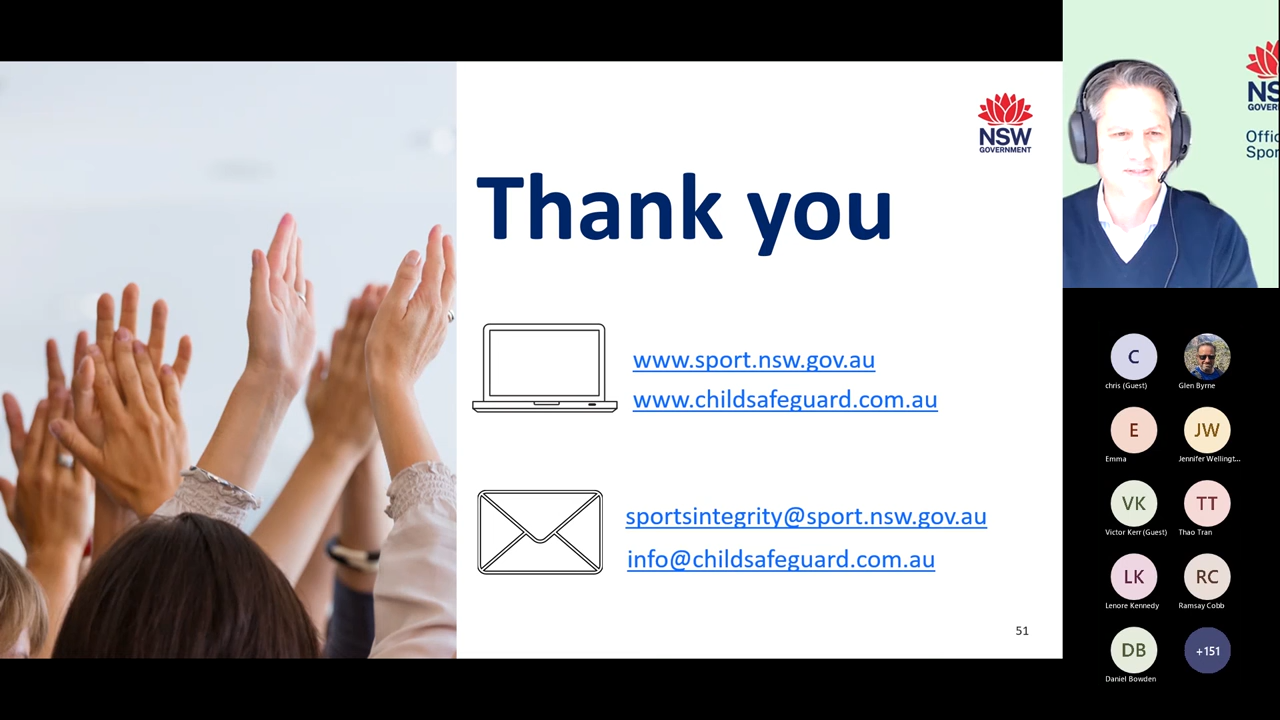 NSW
GOVERNMENT
Thank you
www.sport.nsw.gov.au
www.childsafeguard.com.au
sportsintegrity@sport.nsw.gov.au
info@childsafeguard.com.au
51
NS
GOVER
Offic
Spor
C
chris (Guest)
Glen Byrne
E
Emma
JW
Jennifer Wellingt...
VK
Victor Kerr (Guest)
TT
Thao Tran
LK
Lenore Kennedy
RC
Ramsay Cobb
DB
Daniel Bowden
+151